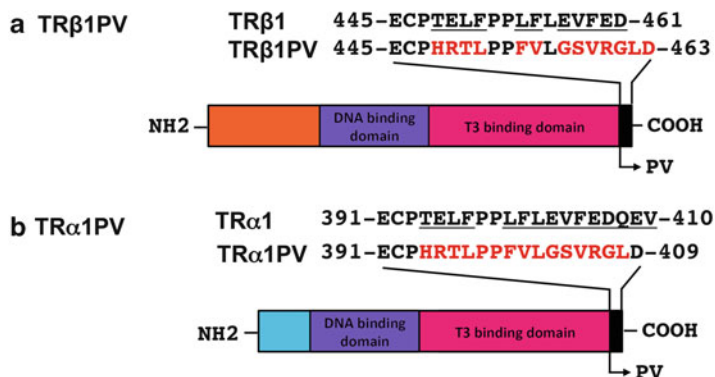 a TRβ1PV
TRβ1 445-ECPTELFPPLFLEVFED-461
TRβ1PV 445-ECPHRTLPPFVLGSVRGLD-463
NH2 DNA binding domain T3 binding domain COOH
PV
b TRα1PV
TRα1 391-ECPTELFPPLFLEVFEDQEV-410
TRα1PV 391-ECPHRTLPPFVLGSVRGLD-409
NH2 DNA binding domain T3 binding domain COOH
PV